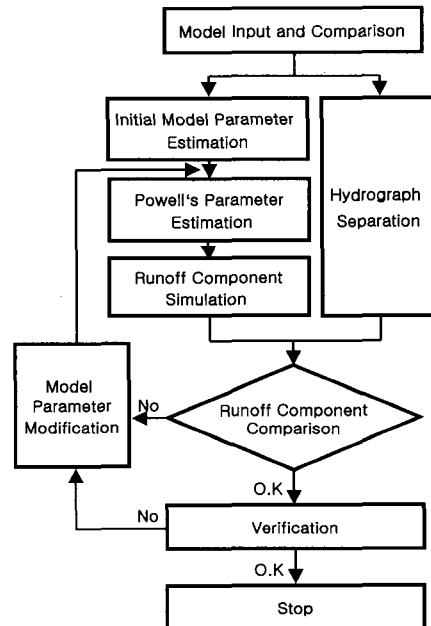 Model Input and Comparison
Initial Model Parameter
Estimation
Powell's Parameter
Estimation
Hydrograph
Separation
Runoff Component
Simulation
Model
Parameter
Modification
No
Runoff Component
Comparison
O.K
No
Verification
O.K
Stop